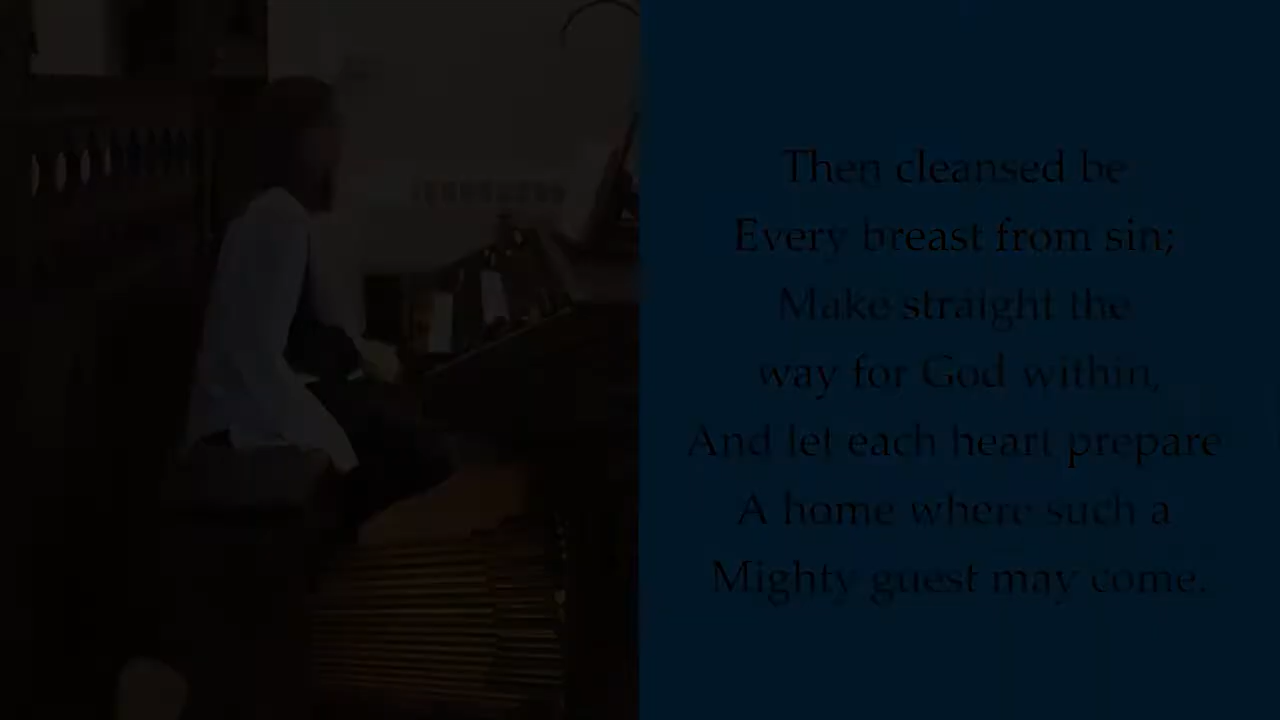 Then cleansed be
Every breast from sin;
Make straight the
way for God within,
And let each heart prepare
A home where such a
Mighty guest may come.